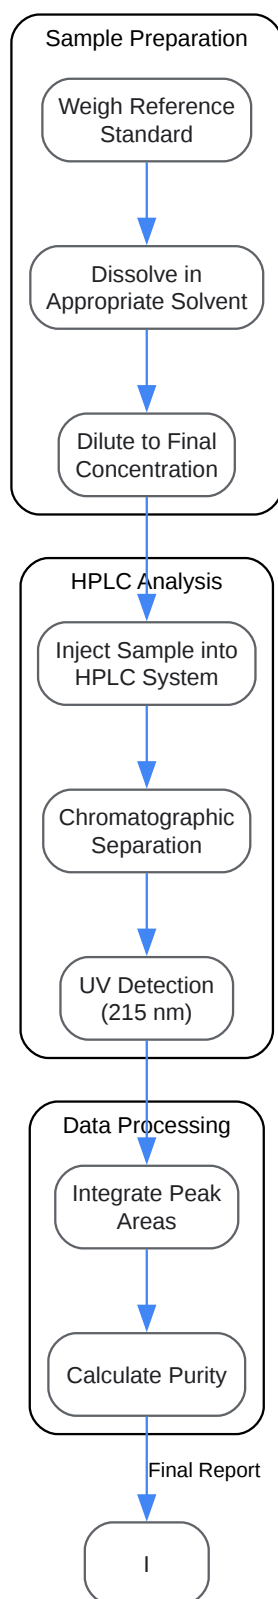 Sample Preparation
Weigh Reference
Standard
Dissolve in
Appropriate Solvent
Dilute to Final
Concentration
HPLC Analysis
Inject Sample into
HPLC System
Chromatographic
Separation
UV Detection
(215 nm)
Data Processing
Integrate Peak
Areas
Calculate Purity
Final Report
I